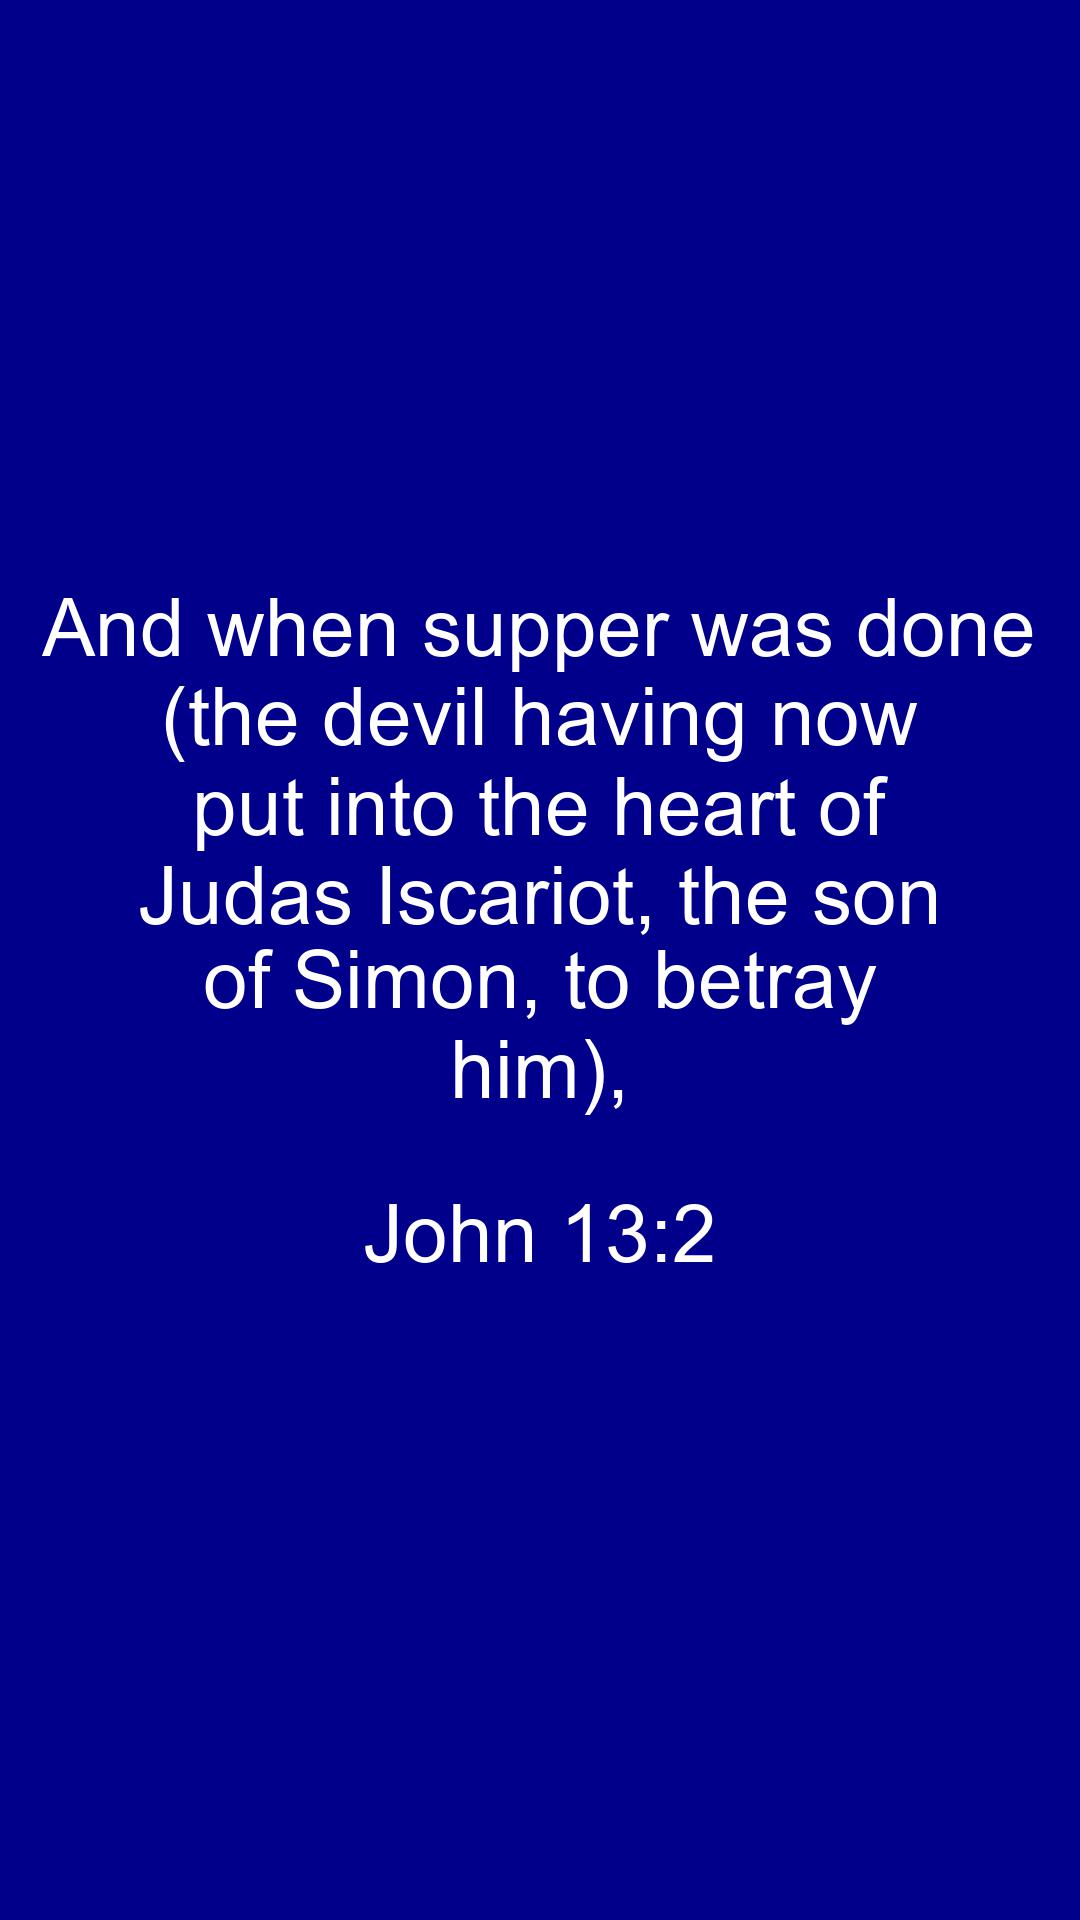 And when supper was done
(the devil having now
put into the heart of
Judas Iscariot, the son
of Simon, to betray
him),
John 13:2